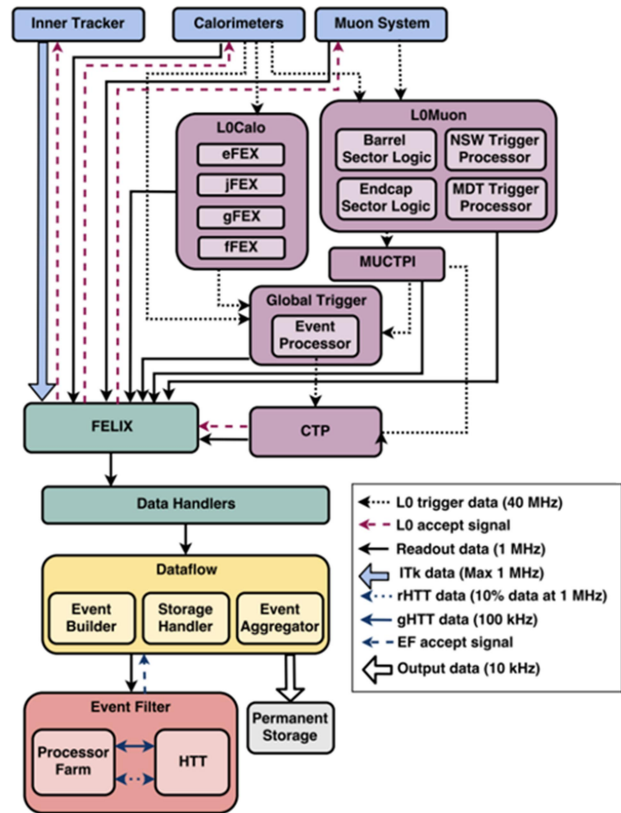 Inner Tracker
Calorimeters
Muon System
L0Calo
eFEX
jFEX
gFEX
fFEX
L0Muon
Barrel
Sector Logic
NSW Trigger
Processor
Endcap
Sector Logic
MDT Trigger
Processor
MUCTPI
Global Trigger
Event
Processor
FELIX
CTP
Data Handlers
Dataflow
Event
Builder
Storage
Handler
Event
Aggregator
Event Filter
Processor
Farm
HTT
Permanent
Storage
L0 trigger data (40 MHz)
L0 accept signal
Readout data (1 MHz)
ITk data (Max 1 MHz)
rHTT data (10% data at 1 MHz)
gHTT data (100 kHz)
EF accept signal
Output data (10 kHz)